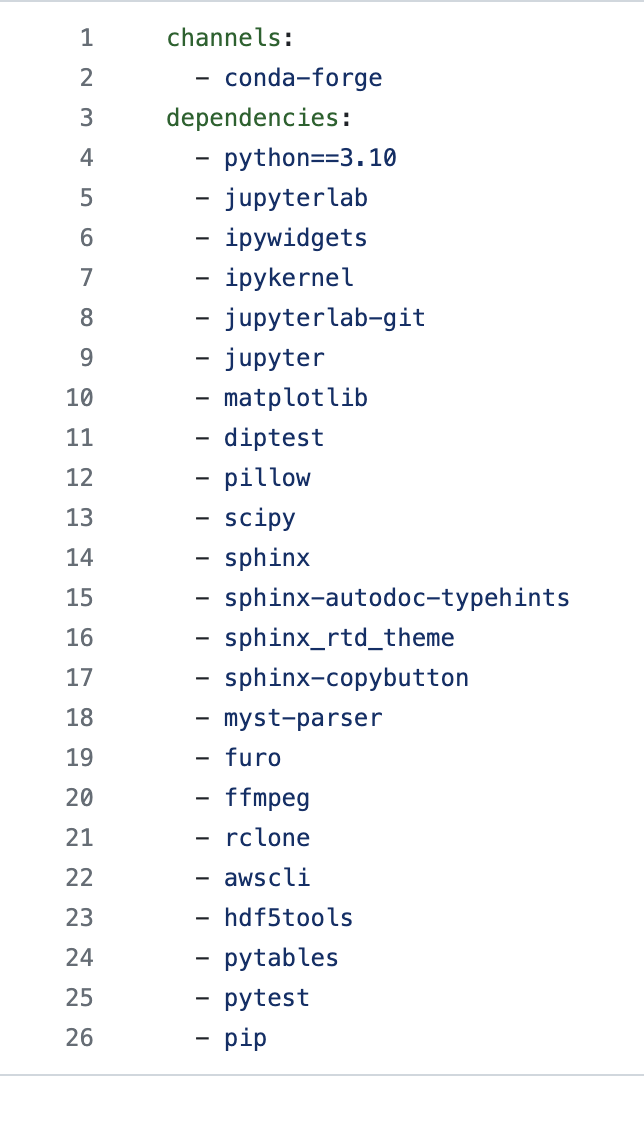 1 channels:
2   - conda-forge
3 dependencies:
4   - python==3.10
5   - jupyterlab
6   - ipywidgets
7   - ipykernel
8   - jupyterlab-git
9   - jupyter
10   - matplotlib
11   - diptest
12   - pillow
13   - scipy
14   - sphinx
15   - sphinx-autodoc-typehints
16   - sphinx_rtd_theme
17   - sphinx-copybutton
18   - myst-parser
19   - furo
20   - ffmpeg
21   - rclone
22   - awscli
23   - hdf5tools
24   - pytables
25   - pytest
26   - pip